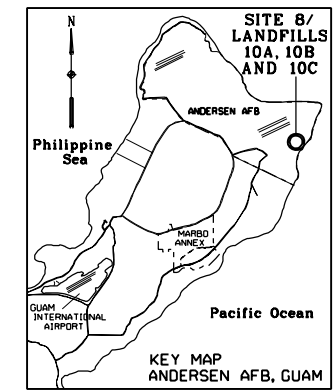 N
SITE 8/
LANDFILLS
10A, 10B
AND 10C
ANDERSEN AFB
Philippine
Sea
MARBO
ANNEX
GUAM
INTERNATIONAL
AIRPORT
Pacific Ocean
KEY MAP
ANDERSEN AFB, GUAM